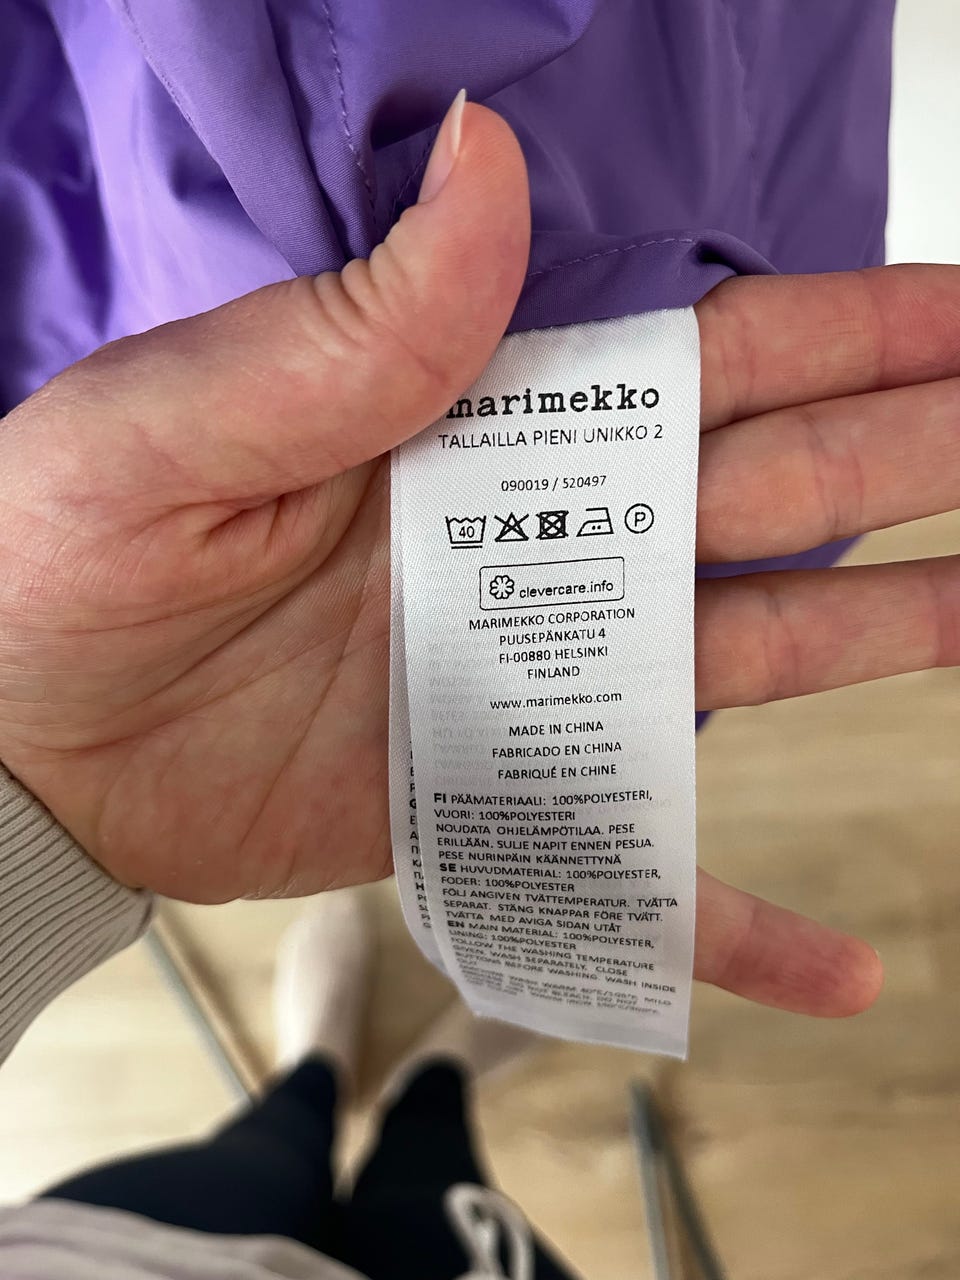 marimekko
TALLAILLA PIENI UNIKKO 2
090019 / 520497
40
P
clevercare.info
MARIMEKKO CORPORATION
PUUSEPÄNKATU 4
FI-00880 HELSINKI
FINLAND
www.marimekko.com
MADE IN CHINA
FABRICADO EN CHINA
FABRIQUÉ EN CHINE
FI PÄÄMATERIAALI: 100%POLYESTERI,
VUORI: 100%POLYESTERI
NOUDATA OHJELÄMPÖTILAA. PESE
ERILLÄÄN. SULJE NAPIT ENNEN PESUA.
PESE NURINPÄIN KÄÄNNETTYNÄ
SE HUVUDMATERIAL: 100%POLYESTER,
FODER: 100%POLYESTER
FÖLJ ANGIVEN TVÄTTEMPERATUR. TVÄTTA
SEPARAT. STÄNG KNAPPAR FÖRE TVÄTT.
TVÄTTA MED AVIGA SIDAN UTÅT
EN MAIN MATERIAL: 100%POLYESTER,
LINING: 100%POLYESTER
FOLLOW THE WASHING TEMPERATURE
GIVEN. WASH SEPARATELY. CLOSE
BUTTONS BEFORE WASHING. WASH INSIDE
OUT